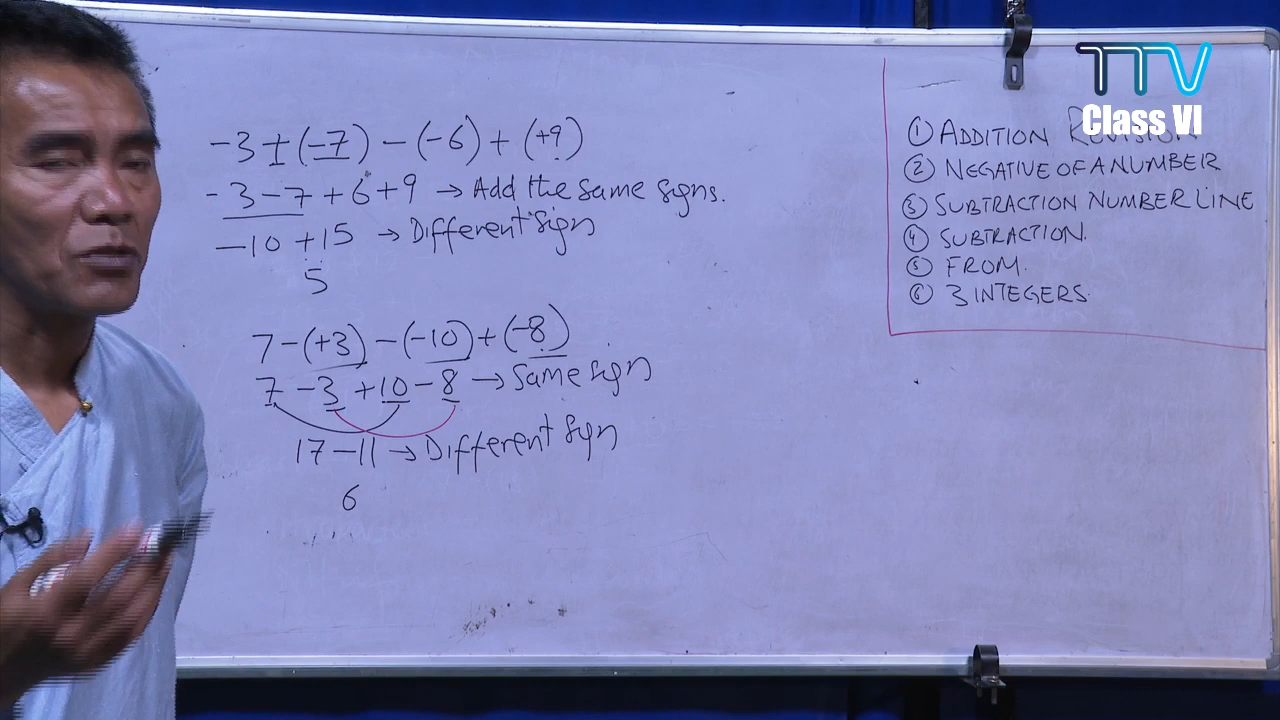 -3 + (-7) - (-6) + (+9)
-3 - 7 + 6 + 9 → Add the same signs.
-10 + 15 → Different sign
5
7 - (+3) - (-10) + (-8)
7 - 3 + 10 - 8 → Same sign
17 - 11 → Different sign
6
TTV
Class VI
① ADDITION REVISION
② NEGATIVE OF A NUMBER
③ SUBTRACTION NUMBER LINE
④ SUBTRACTION.
⑤ FROM.
⑥ 3 INTEGERS.